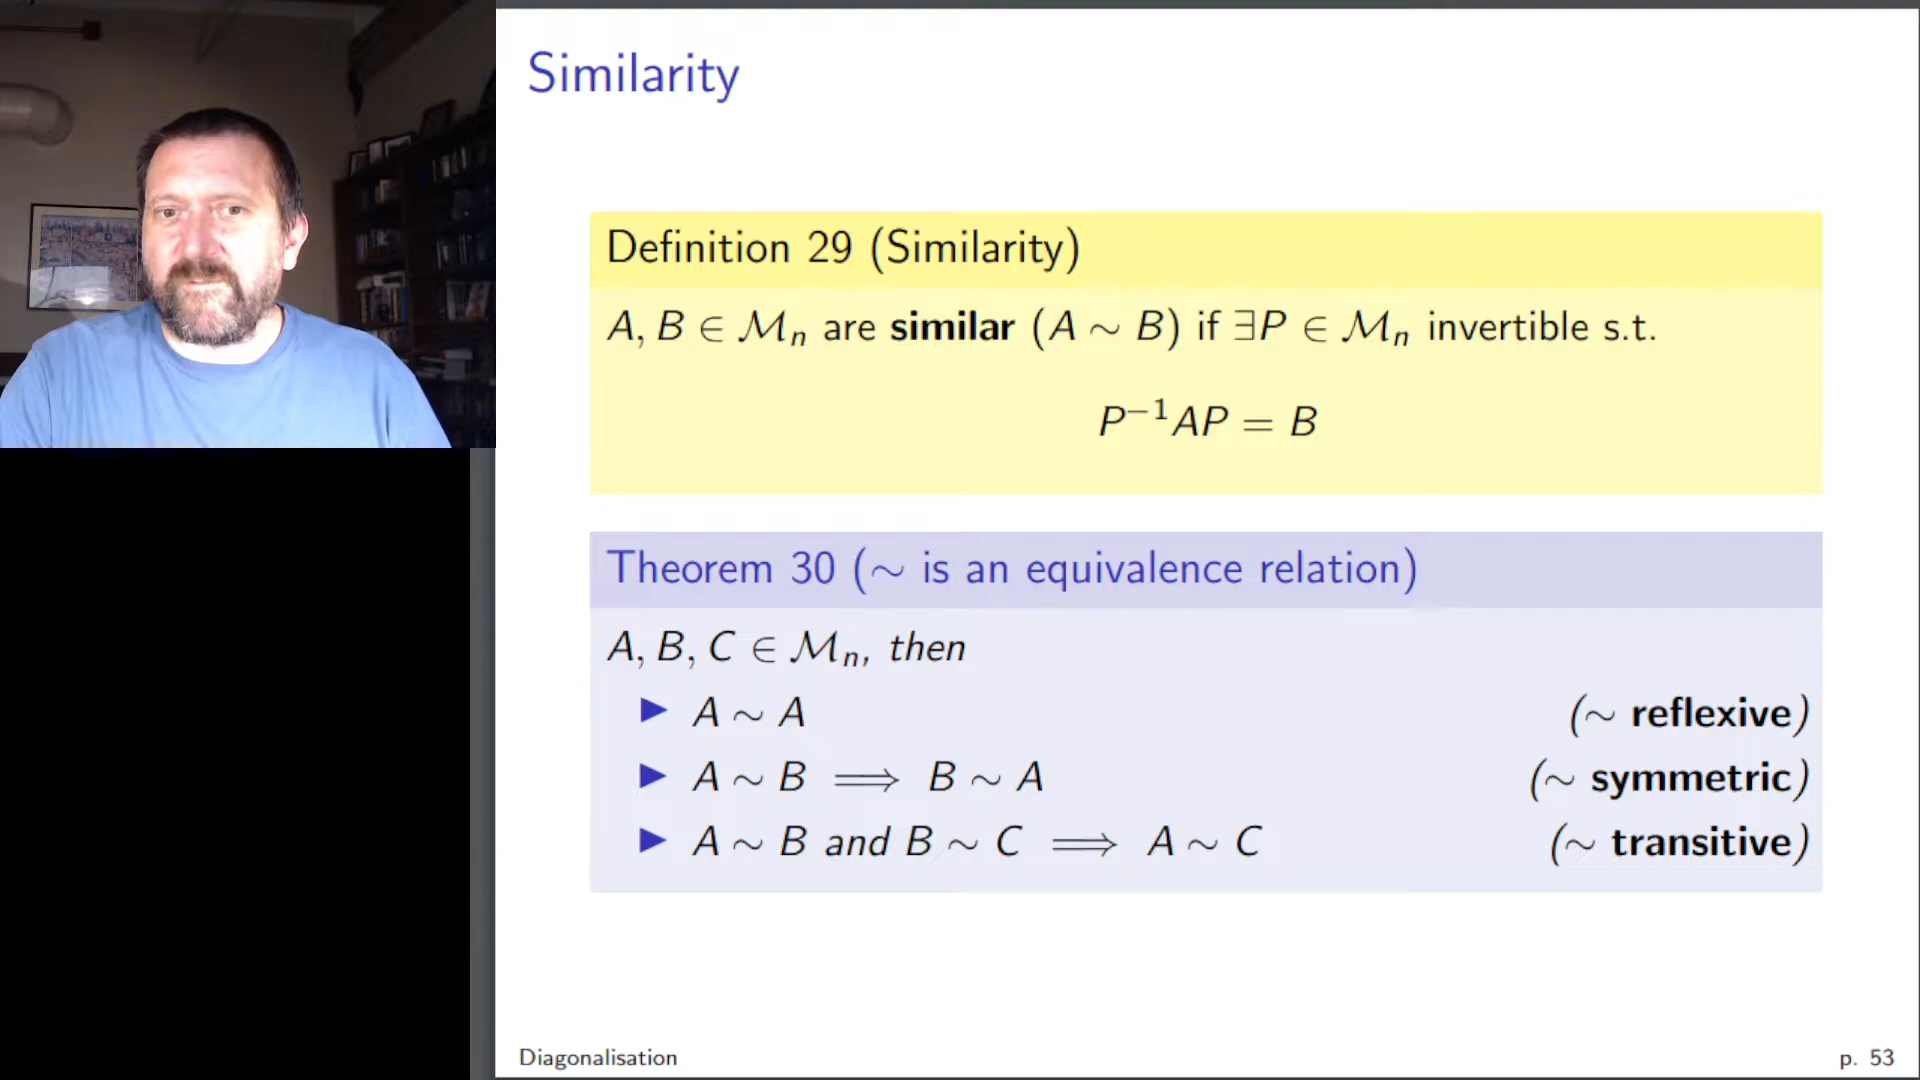 Similarity
Definition 29 (Similarity)
A, B ∈ ℳₙ are similar (A ∼ B) if ∃P ∈ ℳₙ invertible s.t.
P⁻¹AP = B
Theorem 30 (∼ is an equivalence relation)
A, B, C ∈ ℳₙ, then
▶ A ∼ A (∼ reflexive)
▶ A ∼ B ⟹ B ∼ A (∼ symmetric)
▶ A ∼ B and B ∼ C ⟹ A ∼ C (∼ transitive)
Diagonalisation p. 53